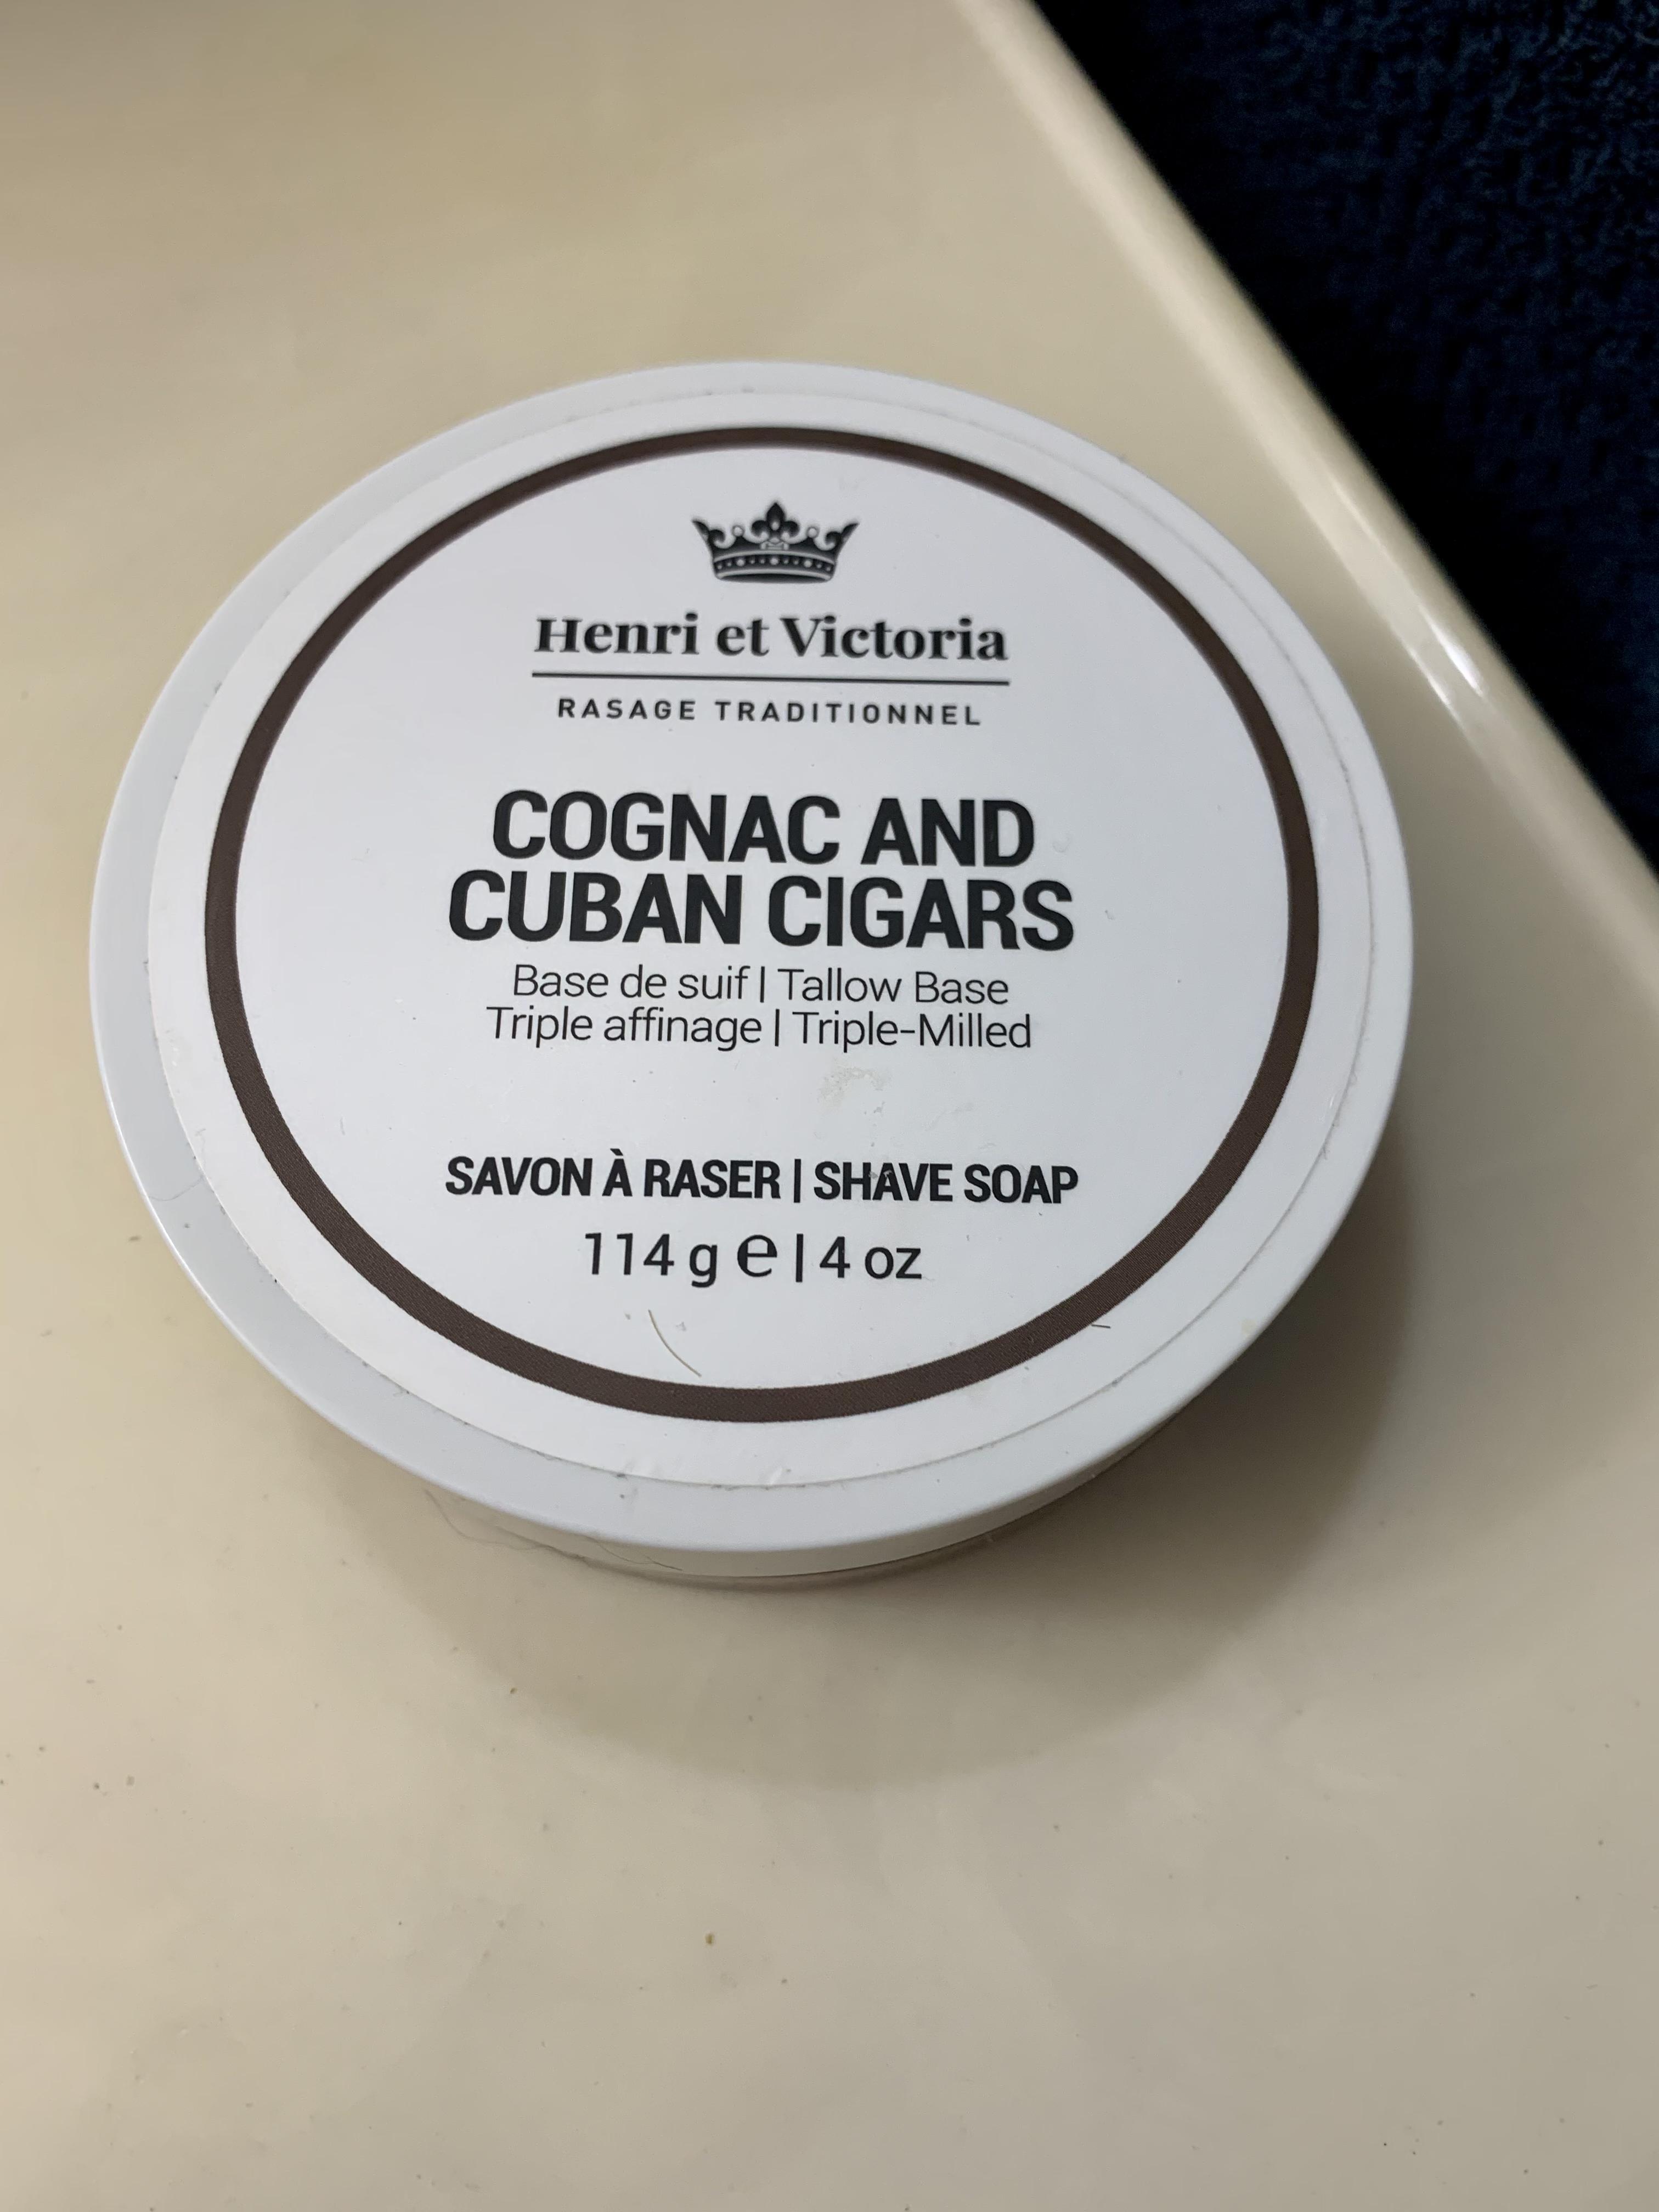 Henri et Victoria
RASAGE TRADITIONNEL
COGNAC AND
CUBAN CIGARS
Base de suif | Tallow Base
Triple affinage | Triple-Milled
SAVON À RASER | SHAVE SOAP
114 g ℮ | 4 oz